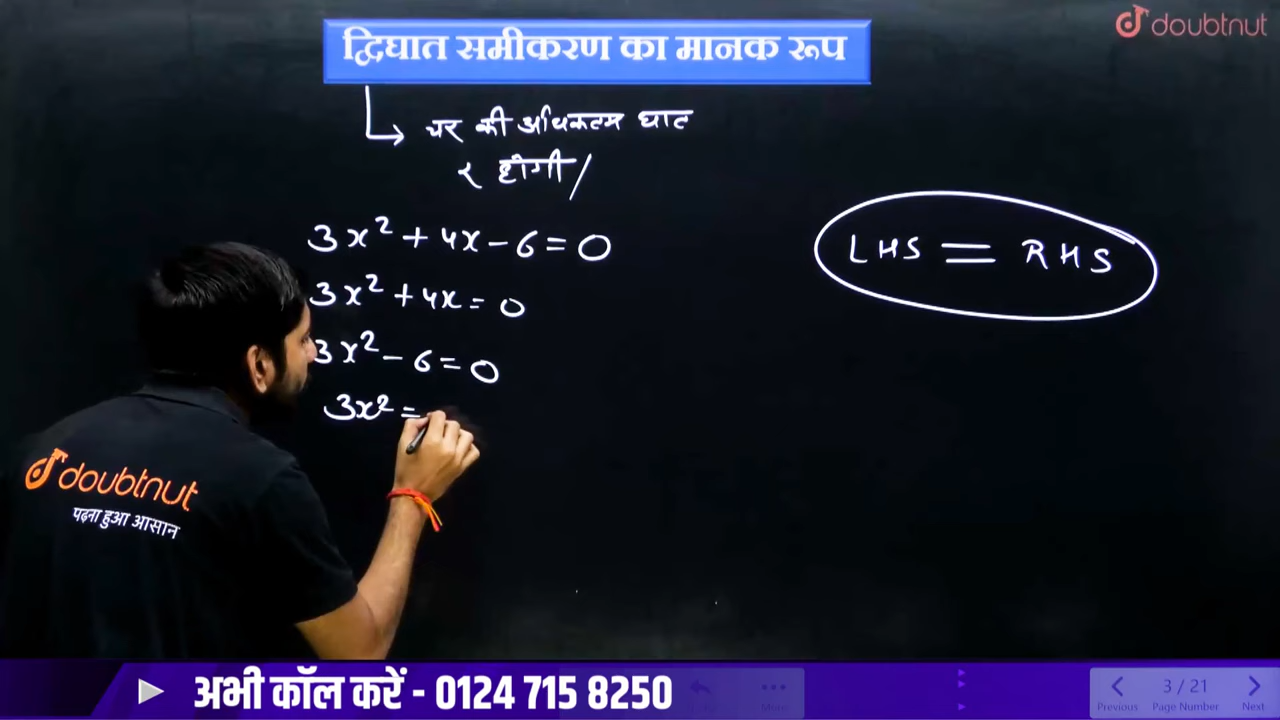 doubtnut
द्विघात समीकरण का मानक रूप
चर की अधिकतम घात
२ होगी/
3x² + 4x - 6 = 0
3x² + 4x = 0
3x² - 6 = 0
3x² =
LHS = RHS
doubtnut
पढ़ना हुआ आसान
अभी कॉल करें - 0124 715 8250
3 / 21
Previous Page Number Next